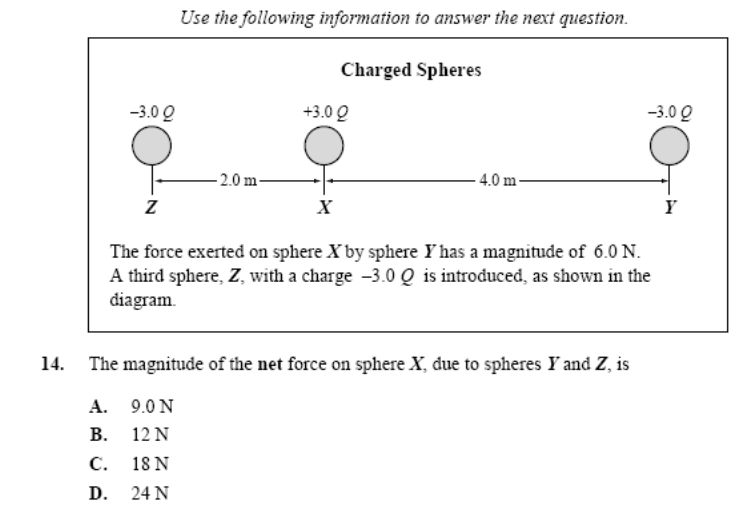 Use the following information to answer the next question.
Charged Spheres
–3.0 Q +3.0 Q –3.0 Q
2.0 m 4.0 m
Z X Y
The force exerted on sphere X by sphere Y has a magnitude of 6.0 N.
A third sphere, Z, with a charge –3.0 Q is introduced, as shown in the
diagram.
14. The magnitude of the net force on sphere X, due to spheres Y and Z, is
A. 9.0 N
B. 12 N
C. 18 N
D. 24 N